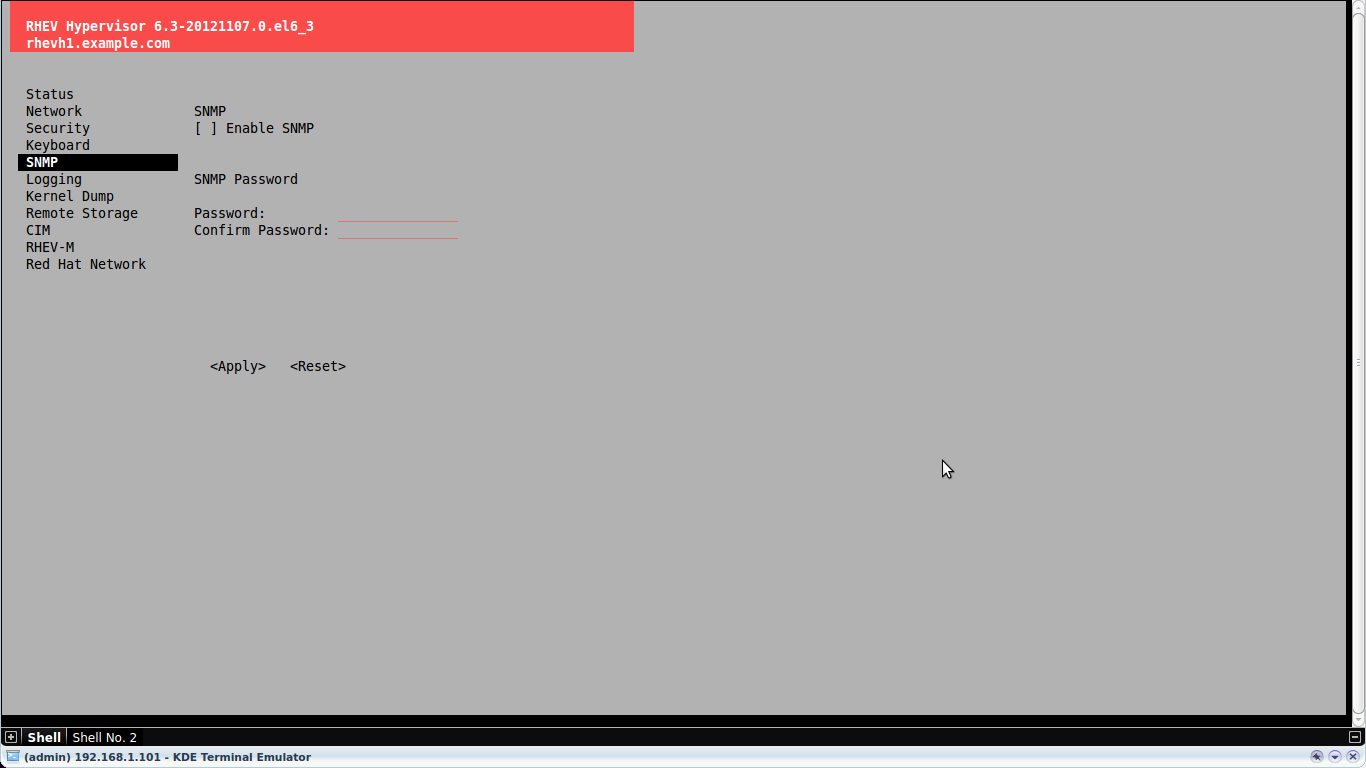 RHEV Hypervisor 6.3-20121107.0.el6_3
rhevh1.example.com
Status
Network
Security
Keyboard
SNMP
Logging
Kernel Dump
Remote Storage
CIM
RHEV-M
Red Hat Network
SNMP
[ ] Enable SNMP
SNMP Password
Password: _______________
Confirm Password: _______________
<Apply> <Reset>
Shell Shell No. 2
(admin) 192.168.1.101 - KDE Terminal Emulator